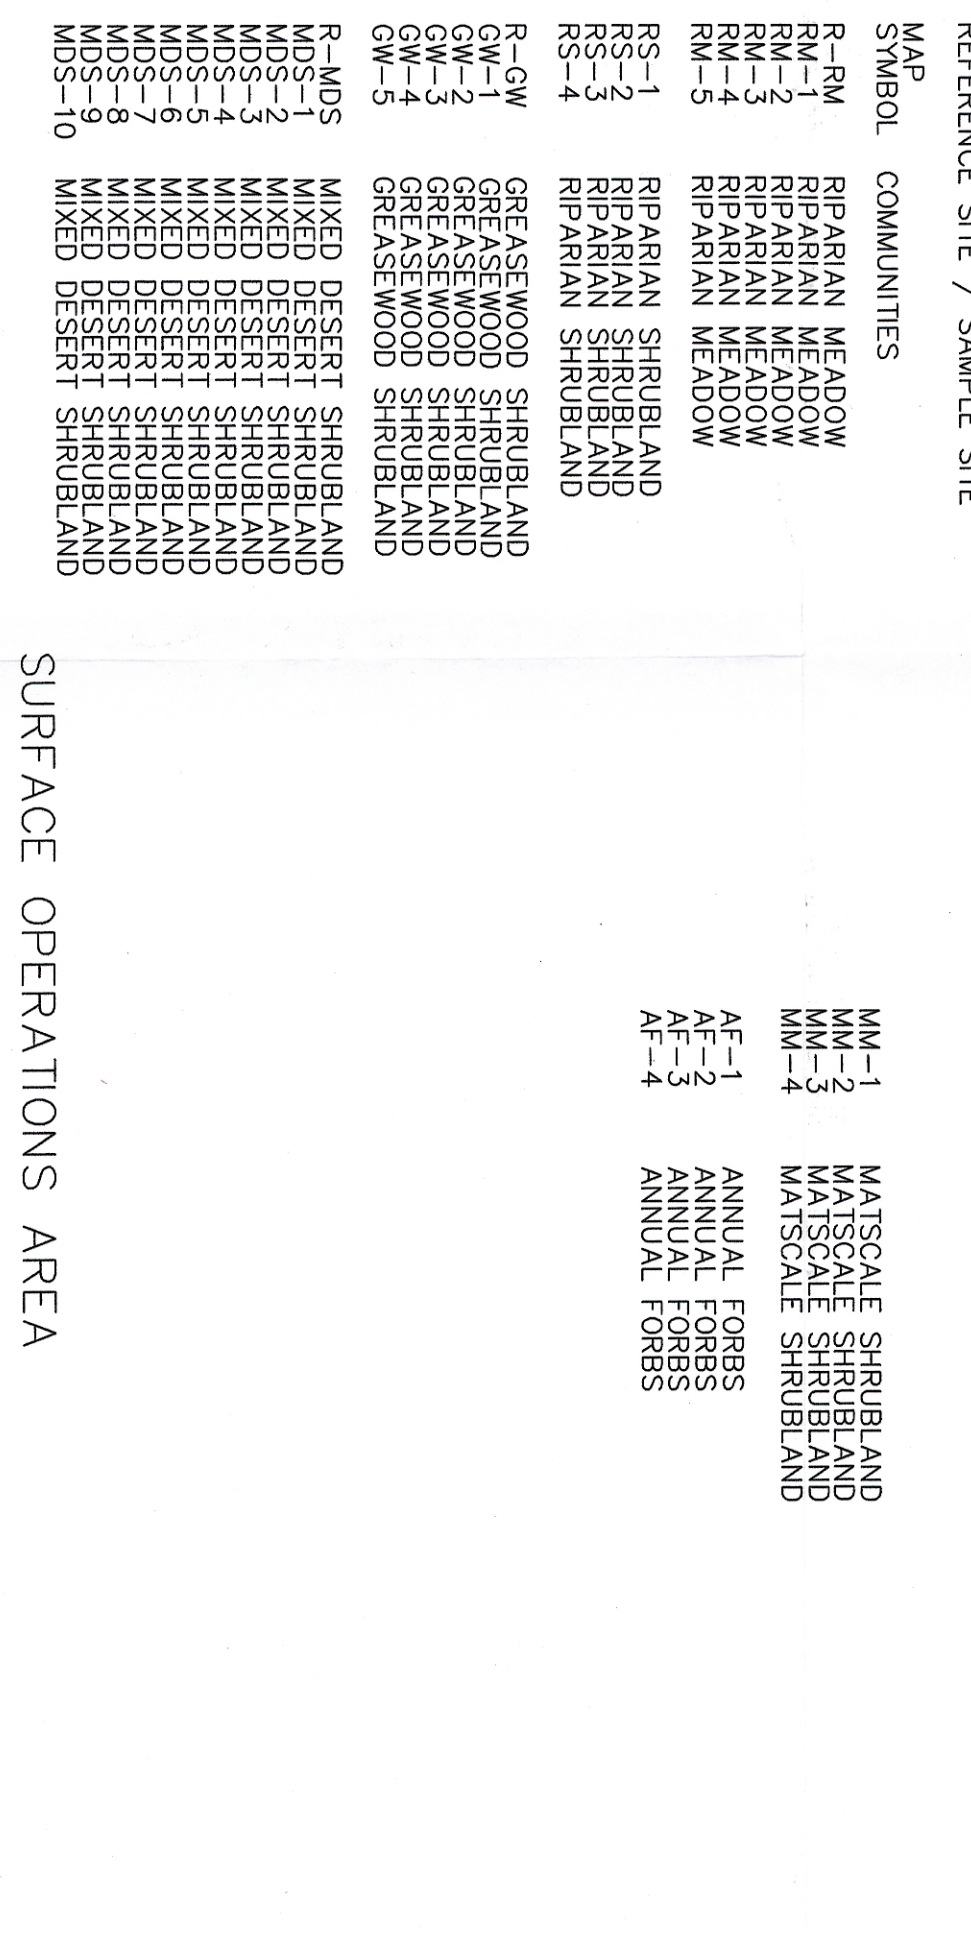 REFERENCE SITE / SAMPLE SITE
MAP
SYMBOL COMMUNITIES
R-RM RIPARIAN MEADOW
RM-1 RIPARIAN MEADOW
RM-2 RIPARIAN MEADOW
RM-3 RIPARIAN MEADOW
RM-4 RIPARIAN MEADOW
RM-5 RIPARIAN MEADOW
RS-1 RIPARIAN SHRUBLAND
RS-2 RIPARIAN SHRUBLAND
RS-3 RIPARIAN SHRUBLAND
RS-4 RIPARIAN SHRUBLAND
R-GW GREASEWOOD SHRUBLAND
GW-1 GREASEWOOD SHRUBLAND
GW-2 GREASEWOOD SHRUBLAND
GW-3 GREASEWOOD SHRUBLAND
GW-4 GREASEWOOD SHRUBLAND
GW-5 GREASEWOOD SHRUBLAND
R-MDS MIXED DESERT SHRUBLAND
MDS-1 MIXED DESERT SHRUBLAND
MDS-2 MIXED DESERT SHRUBLAND
MDS-3 MIXED DESERT SHRUBLAND
MDS-4 MIXED DESERT SHRUBLAND
MDS-5 MIXED DESERT SHRUBLAND
MDS-6 MIXED DESERT SHRUBLAND
MDS-7 MIXED DESERT SHRUBLAND
MDS-8 MIXED DESERT SHRUBLAND
MDS-9 MIXED DESERT SHRUBLAND
MDS-10 MIXED DESERT SHRUBLAND
MM-1 MATSCALE SHRUBLAND
MM-2 MATSCALE SHRUBLAND
MM-3 MATSCALE SHRUBLAND
MM-4 MATSCALE SHRUBLAND
AF-1 ANNUAL FORBS
AF-2 ANNUAL FORBS
AF-3 ANNUAL FORBS
AF-4 ANNUAL FORBS
SURFACE OPERATIONS AREA